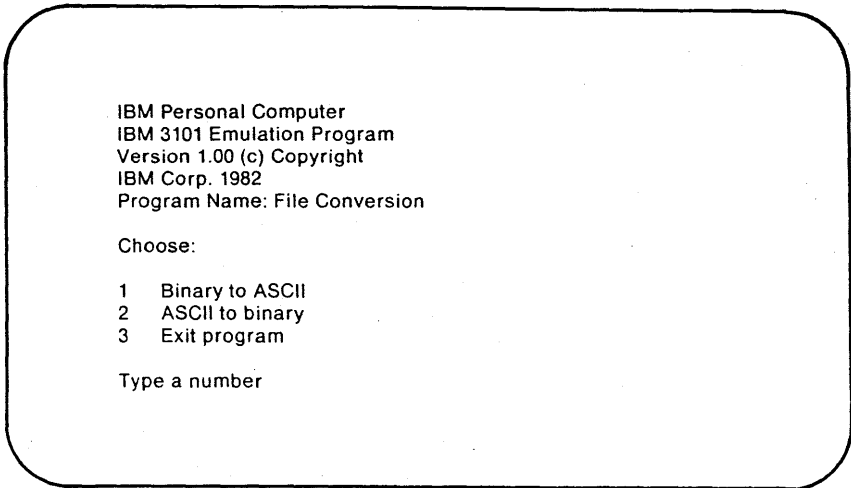 IBM Personal Computer
IBM 3101 Emulation Program
Version 1.00 (c) Copyright
IBM Corp. 1982
Program Name: File Conversion
Choose:
1 Binary to ASCII
2 ASCII to binary
3 Exit program
Type a number